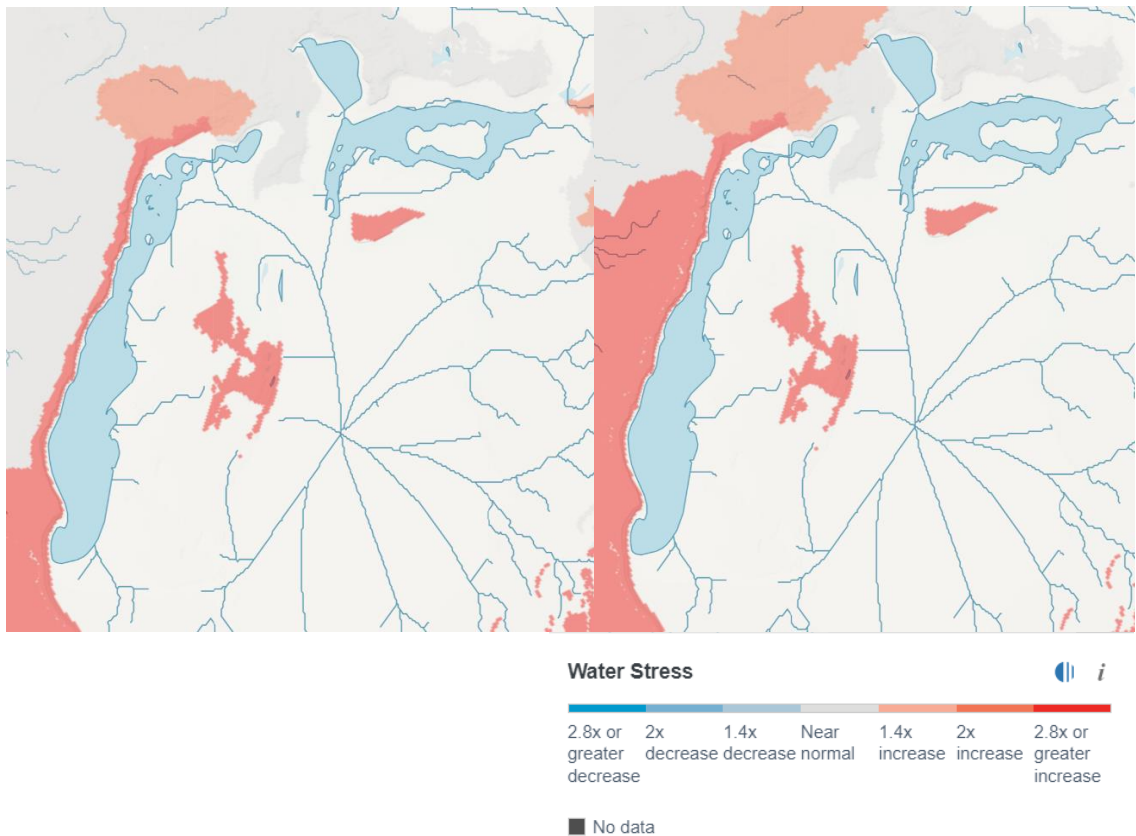 Water Stress i
2.8x or 2x 1.4x Near 1.4x 2x 2.8x or
greater decrease decrease normal increase increase greater
decrease increase
No data